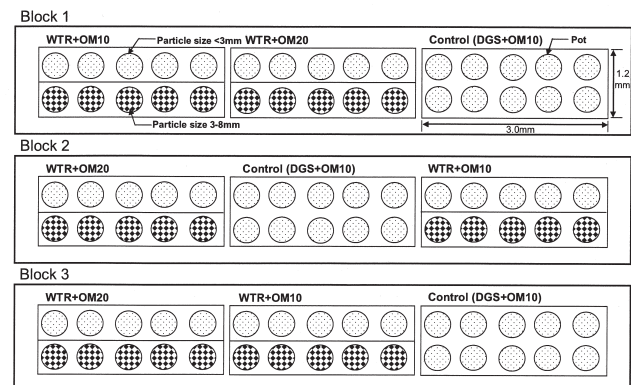 Block 1
WTR+OM10 Particle size <3mm WTR+OM20 Control (DGS+OM10) Pot
1.2
mm
Particle size 3-8mm
3.0mm
Block 2
WTR+OM20 Control (DGS+OM10) WTR+OM10
Block 3
WTR+OM20 WTR+OM10 Control (DGS+OM10)